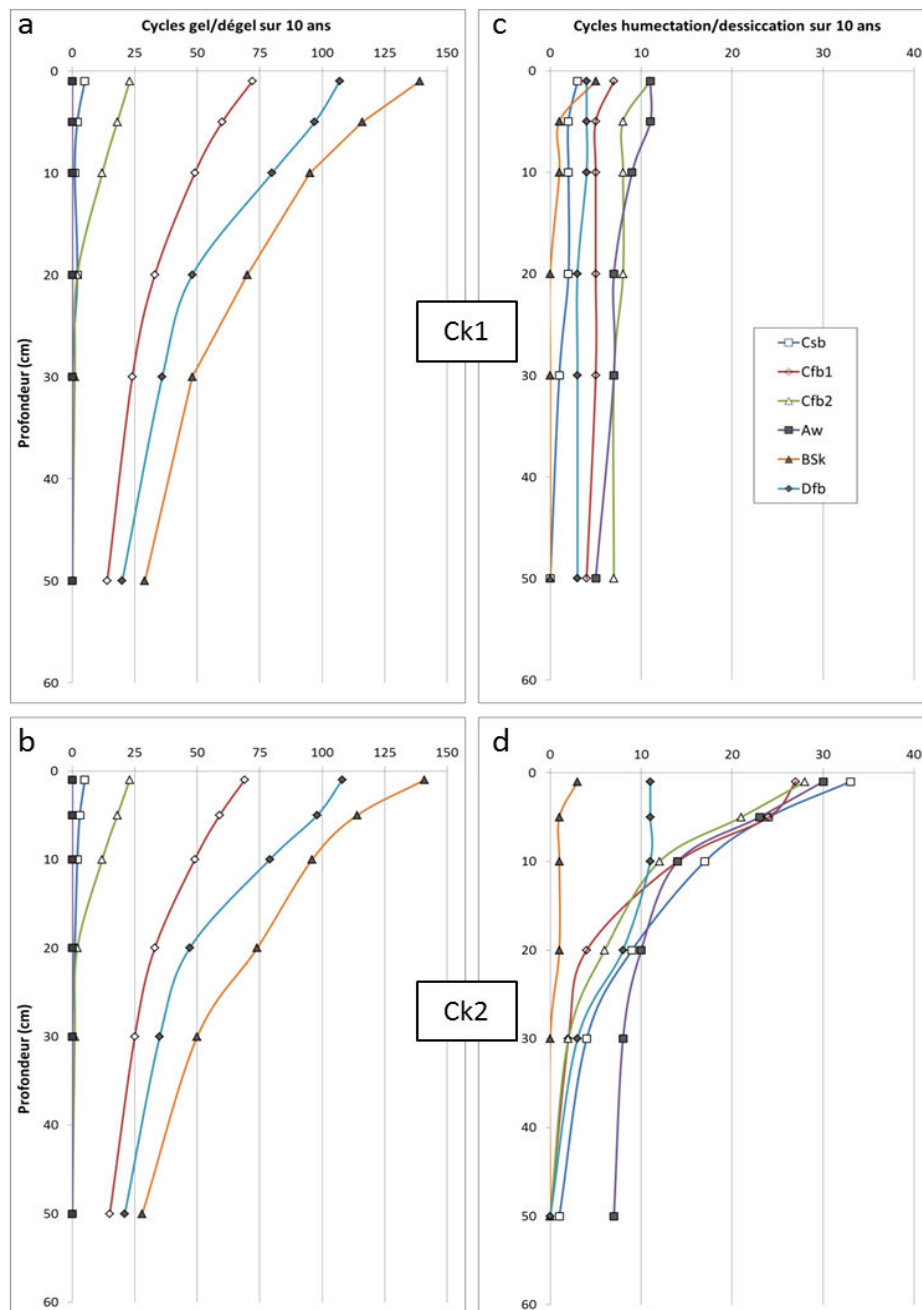 a
Cycles gel/dégel sur 10 ans
0 25 50 75 100 125 150
0
10
20
30
40
50
60
Profondeur (cm)
c
Cycles humectation/dessiccation sur 10 ans
0 10 20 30 40
0
10
20
30
40
50
60
Ck1
Csb
Cfb1
Cfb2
Aw
BSk
Dfb
b
0 25 50 75 100 125 150
0
10
20
30
40
50
60
Profondeur (cm)
d
0 10 20 30 40
0
10
20
30
40
50
60
Ck2